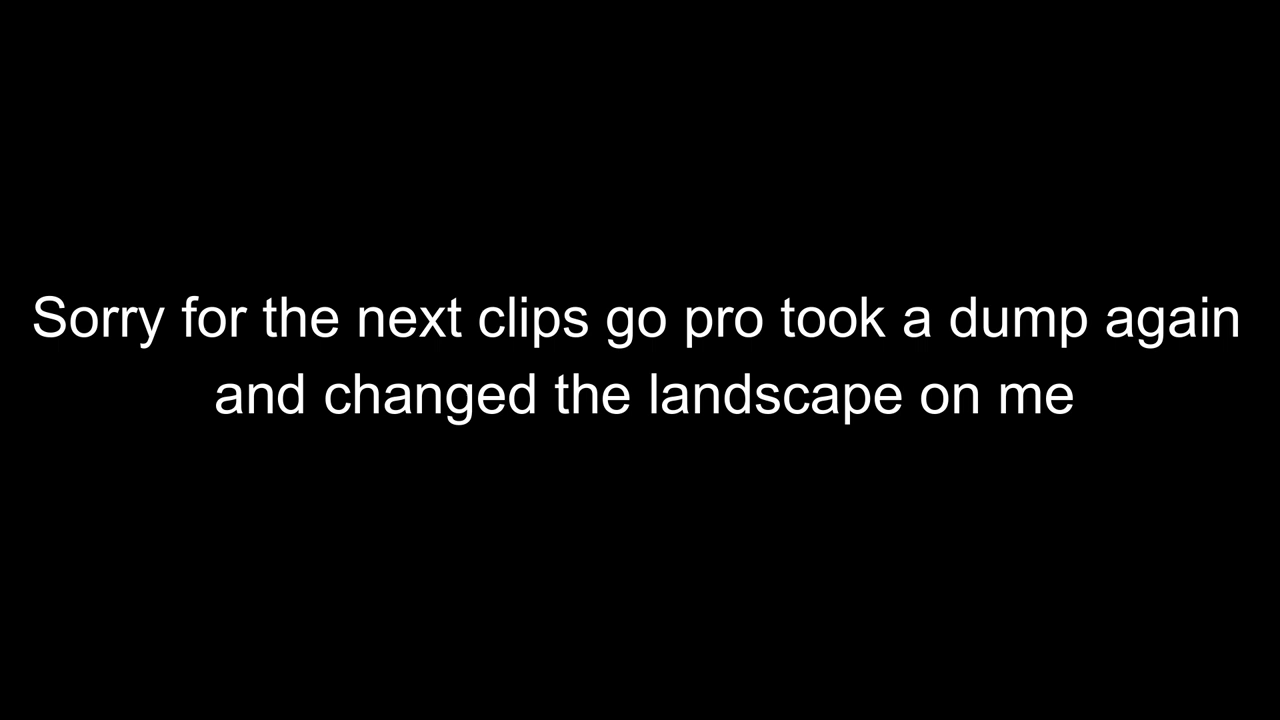 Sorry for the next clips go pro took a dump again
and changed the landscape on me